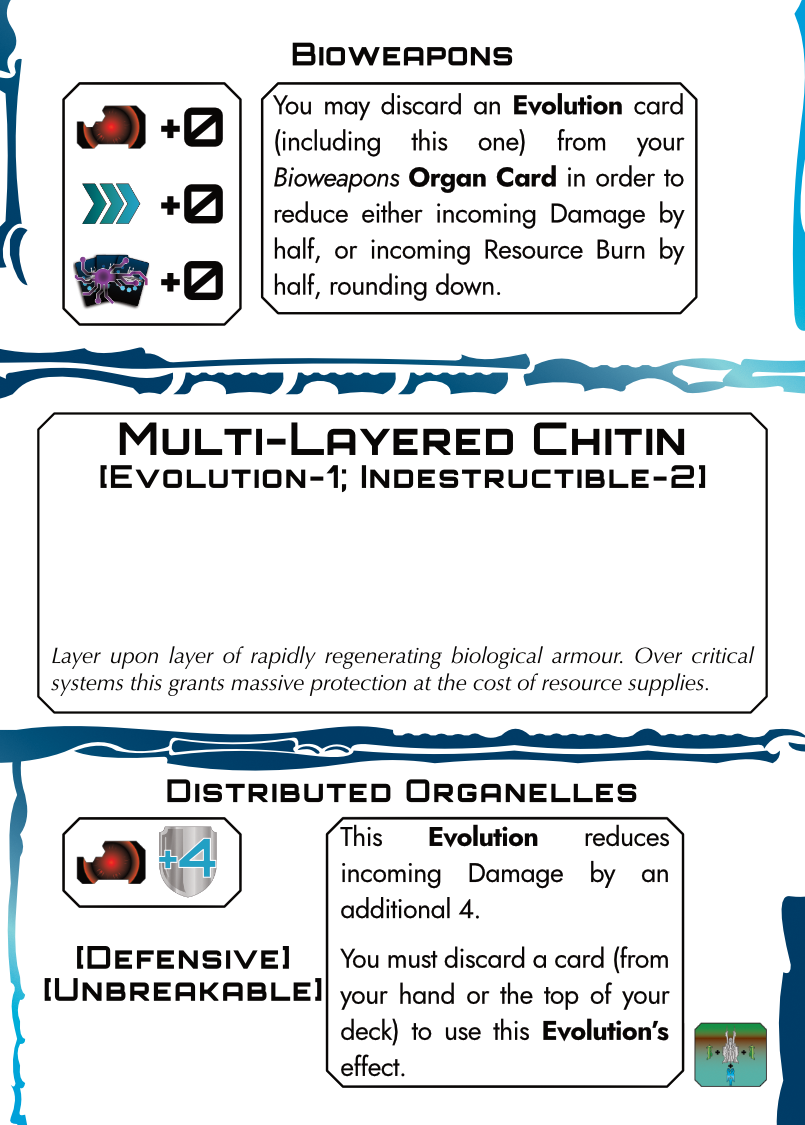 Bioweapons
+0
+0
+0
You may discard an Evolution card
(including this one) from your
Bioweapons Organ Card in order to
reduce either incoming Damage by
half, or incoming Resource Burn by
half, rounding down.
Multi-Layered Chitin
[Evolution-1; Indestructible-2]
Layer upon layer of rapidly regenerating biological armour. Over critical
systems this grants massive protection at the cost of resource supplies.
Distributed Organelles
+4
[Defensive]
[Unbreakable]
This Evolution reduces
incoming Damage by an
additional 4.
You must discard a card (from
your hand or the top of your
deck) to use this Evolution's
effect.